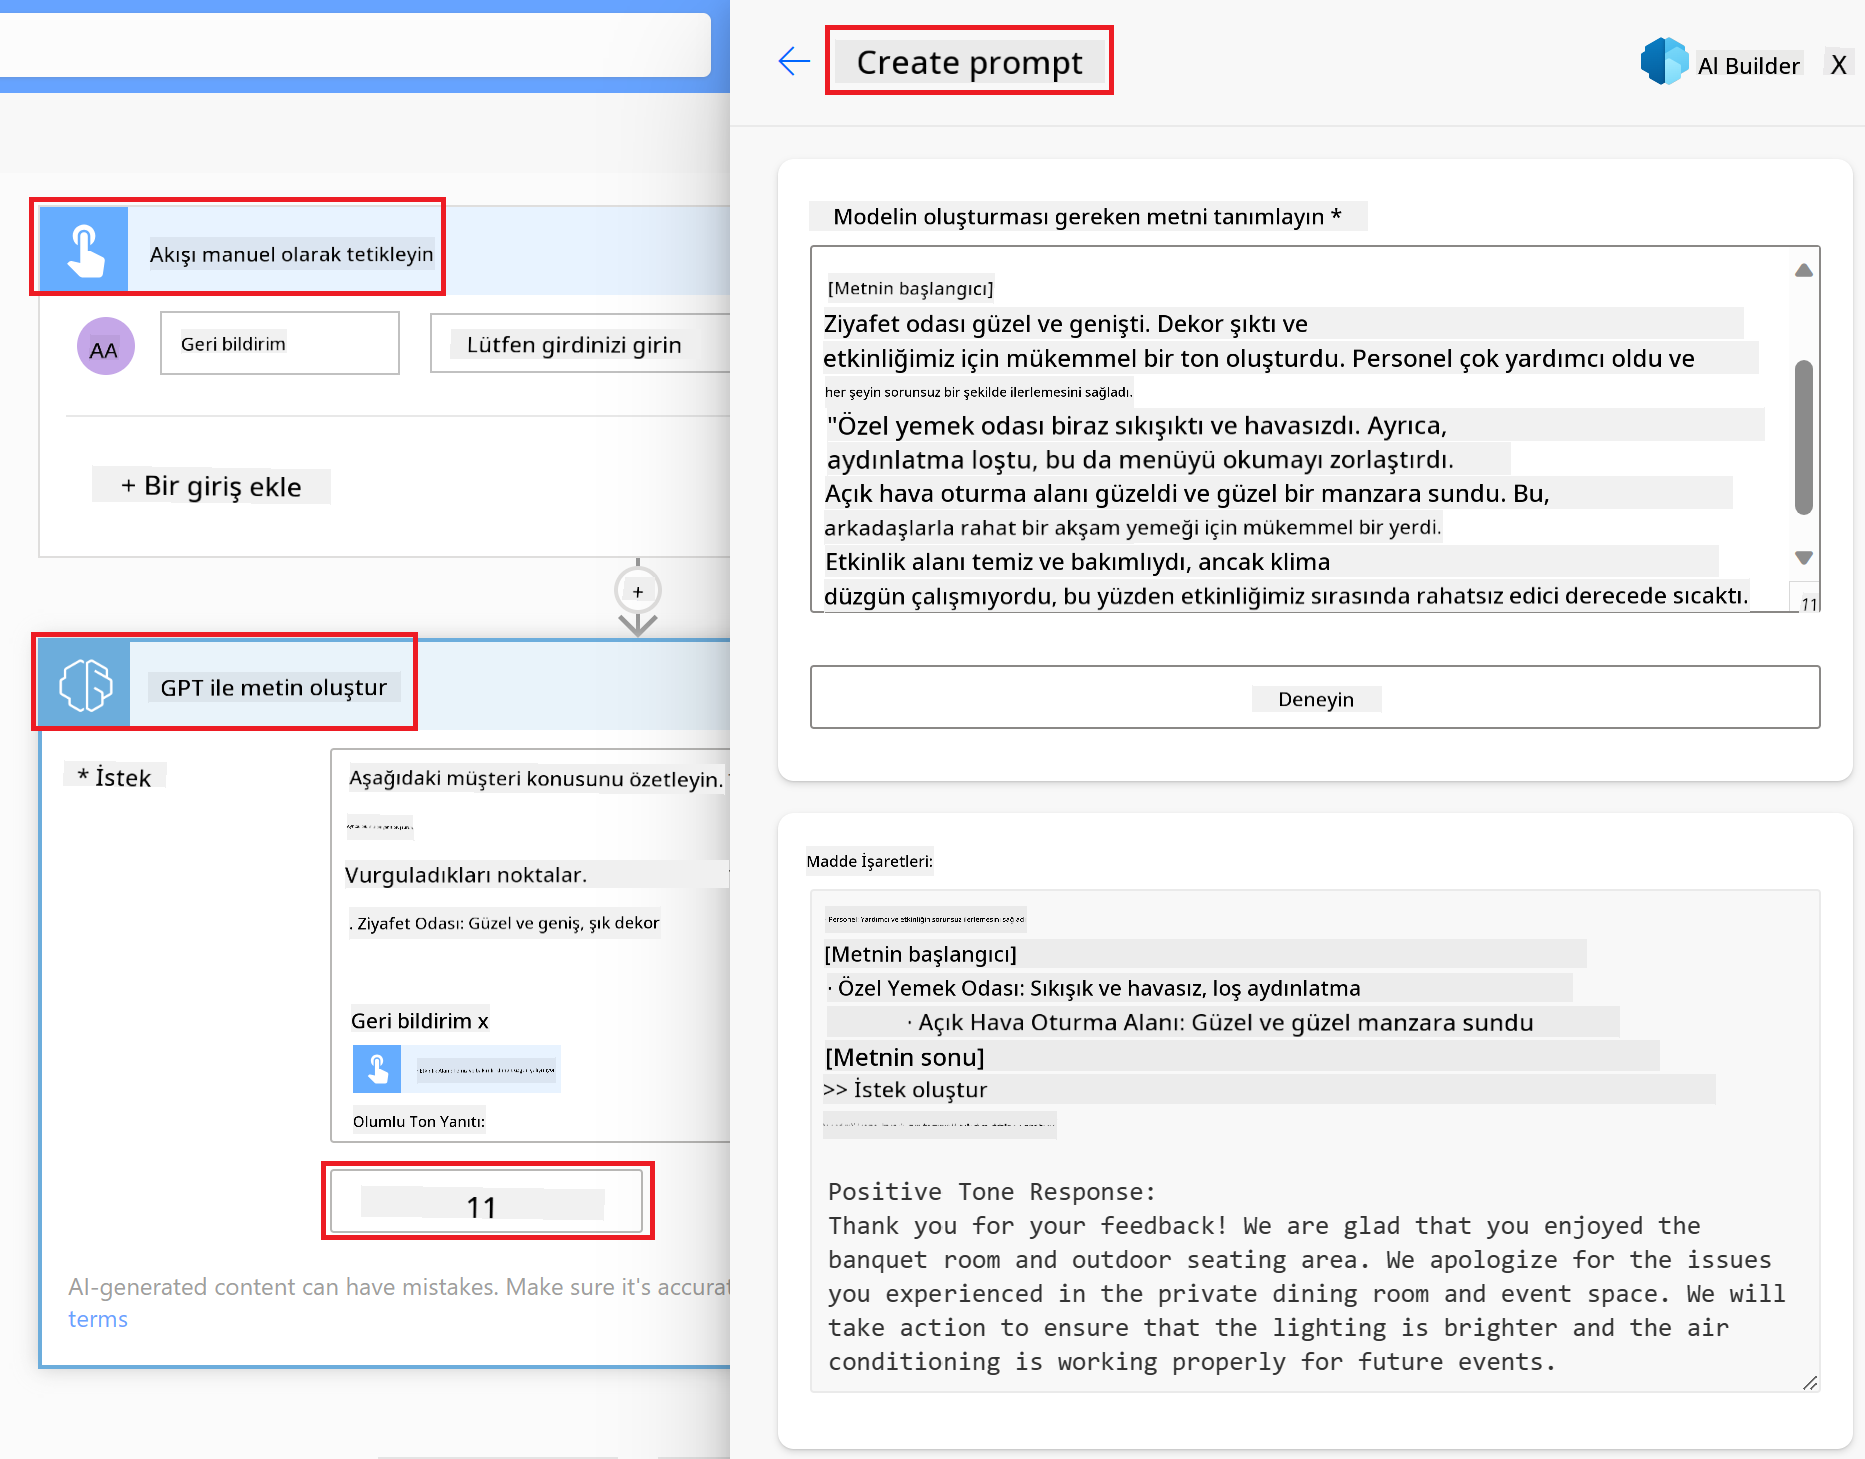 Create prompt
AI Builder
X
Akışı manuel olarak tetikleyin
AA
Geri bildirim
Lütfen girdinizi girin
+ Bir giriş ekle
+
GPT ile metin oluştur
* İstek
Aşağıdaki müşteri konusunu özetleyin.
Vurguladıkları noktalar.
. Ziyafet Odası: Güzel ve geniş, şık dekor
Geri bildirim x
Olumlu Ton Yanıtı:
11
AI-generated content can have mistakes. Make sure it's accurat
terms
Modelin oluşturması gereken metni tanımlayın *
[Metnin başlangıcı]
Ziyafet odası güzel ve genişti. Dekor şıktı ve
etkinliğimiz için mükemmel bir ton oluşturdu. Personel çok yardımcı oldu ve
her şeyin sorunsuz bir şekilde ilerlemesini sağladı.
"Özel yemek odası biraz sıkışıktı ve havasızdı. Ayrıca,
aydınlatma loştu, bu da menüyü okumayı zorlaştırdı.
Açık hava oturma alanı güzeldi ve güzel bir manzara sundu. Bu,
arkadaşlarla rahat bir akşam yemeği için mükemmel bir yerdi.
Etkinlik alanı temiz ve bakımlıydı, ancak klima
düzgün çalışmıyordu, bu yüzden etkinliğimiz sırasında rahatsız edici derecede sıcaktı.
11
Deneyin
Madde İşaretleri:
Personel: Yardımcı ve etkinliğin sorunsuz ilerlemesini sağladı
[Metnin başlangıcı]
· Özel Yemek Odası: Sıkışık ve havasız, loş aydınlatma
· Açık Hava Oturma Alanı: Güzel ve güzel manzara sundu
[Metnin sonu]
>> İstek oluştur
Positive Tone Response:
Thank you for your feedback! We are glad that you enjoyed the
banquet room and outdoor seating area. We apologize for the issues
you experienced in the private dining room and event space. We will
take action to ensure that the lighting is brighter and the air
conditioning is working properly for future events.